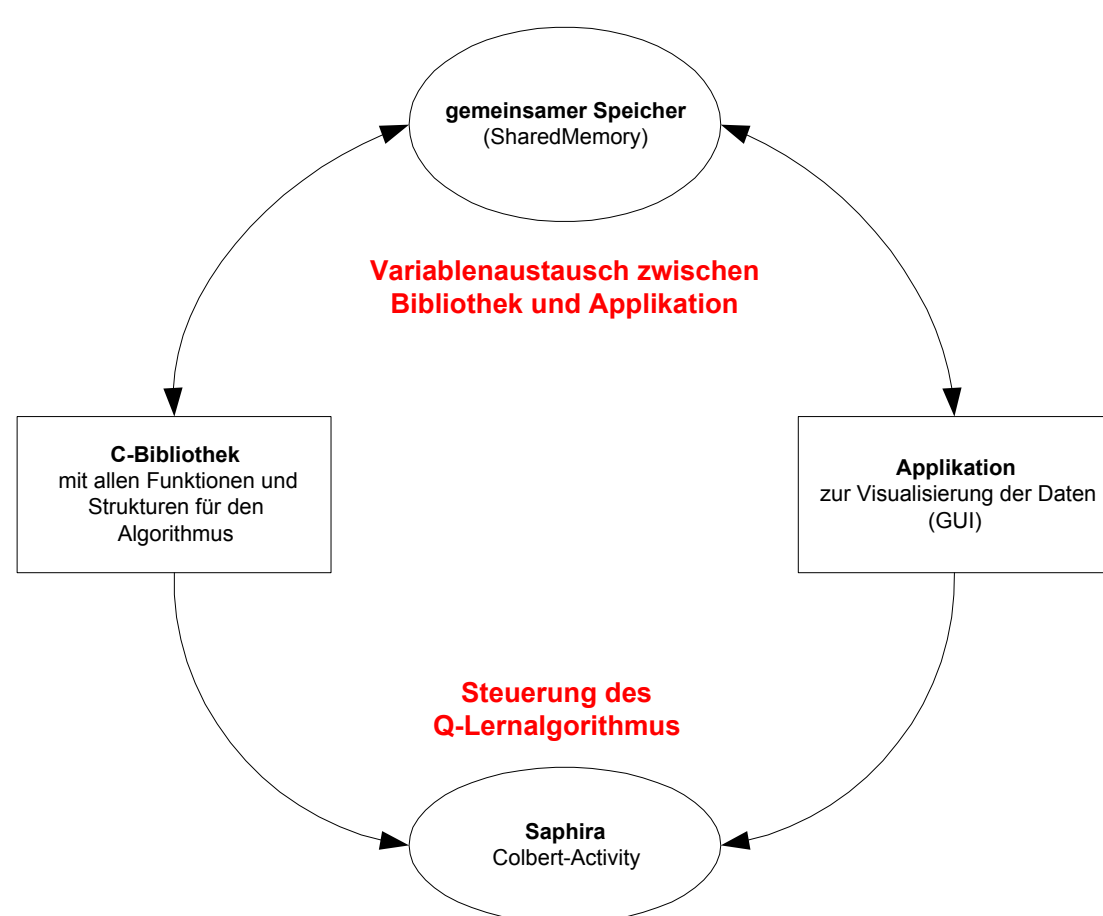 gemeinsamer Speicher
(SharedMemory)
Variablenaustausch zwischen
Bibliothek und Applikation
C-Bibliothek
mit allen Funktionen und
Strukturen für den
Algorithmus
Applikation
zur Visualisierung der Daten
(GUI)
Steuerung des
Q-Lernalgorithmus
Saphira
Colbert-Activity